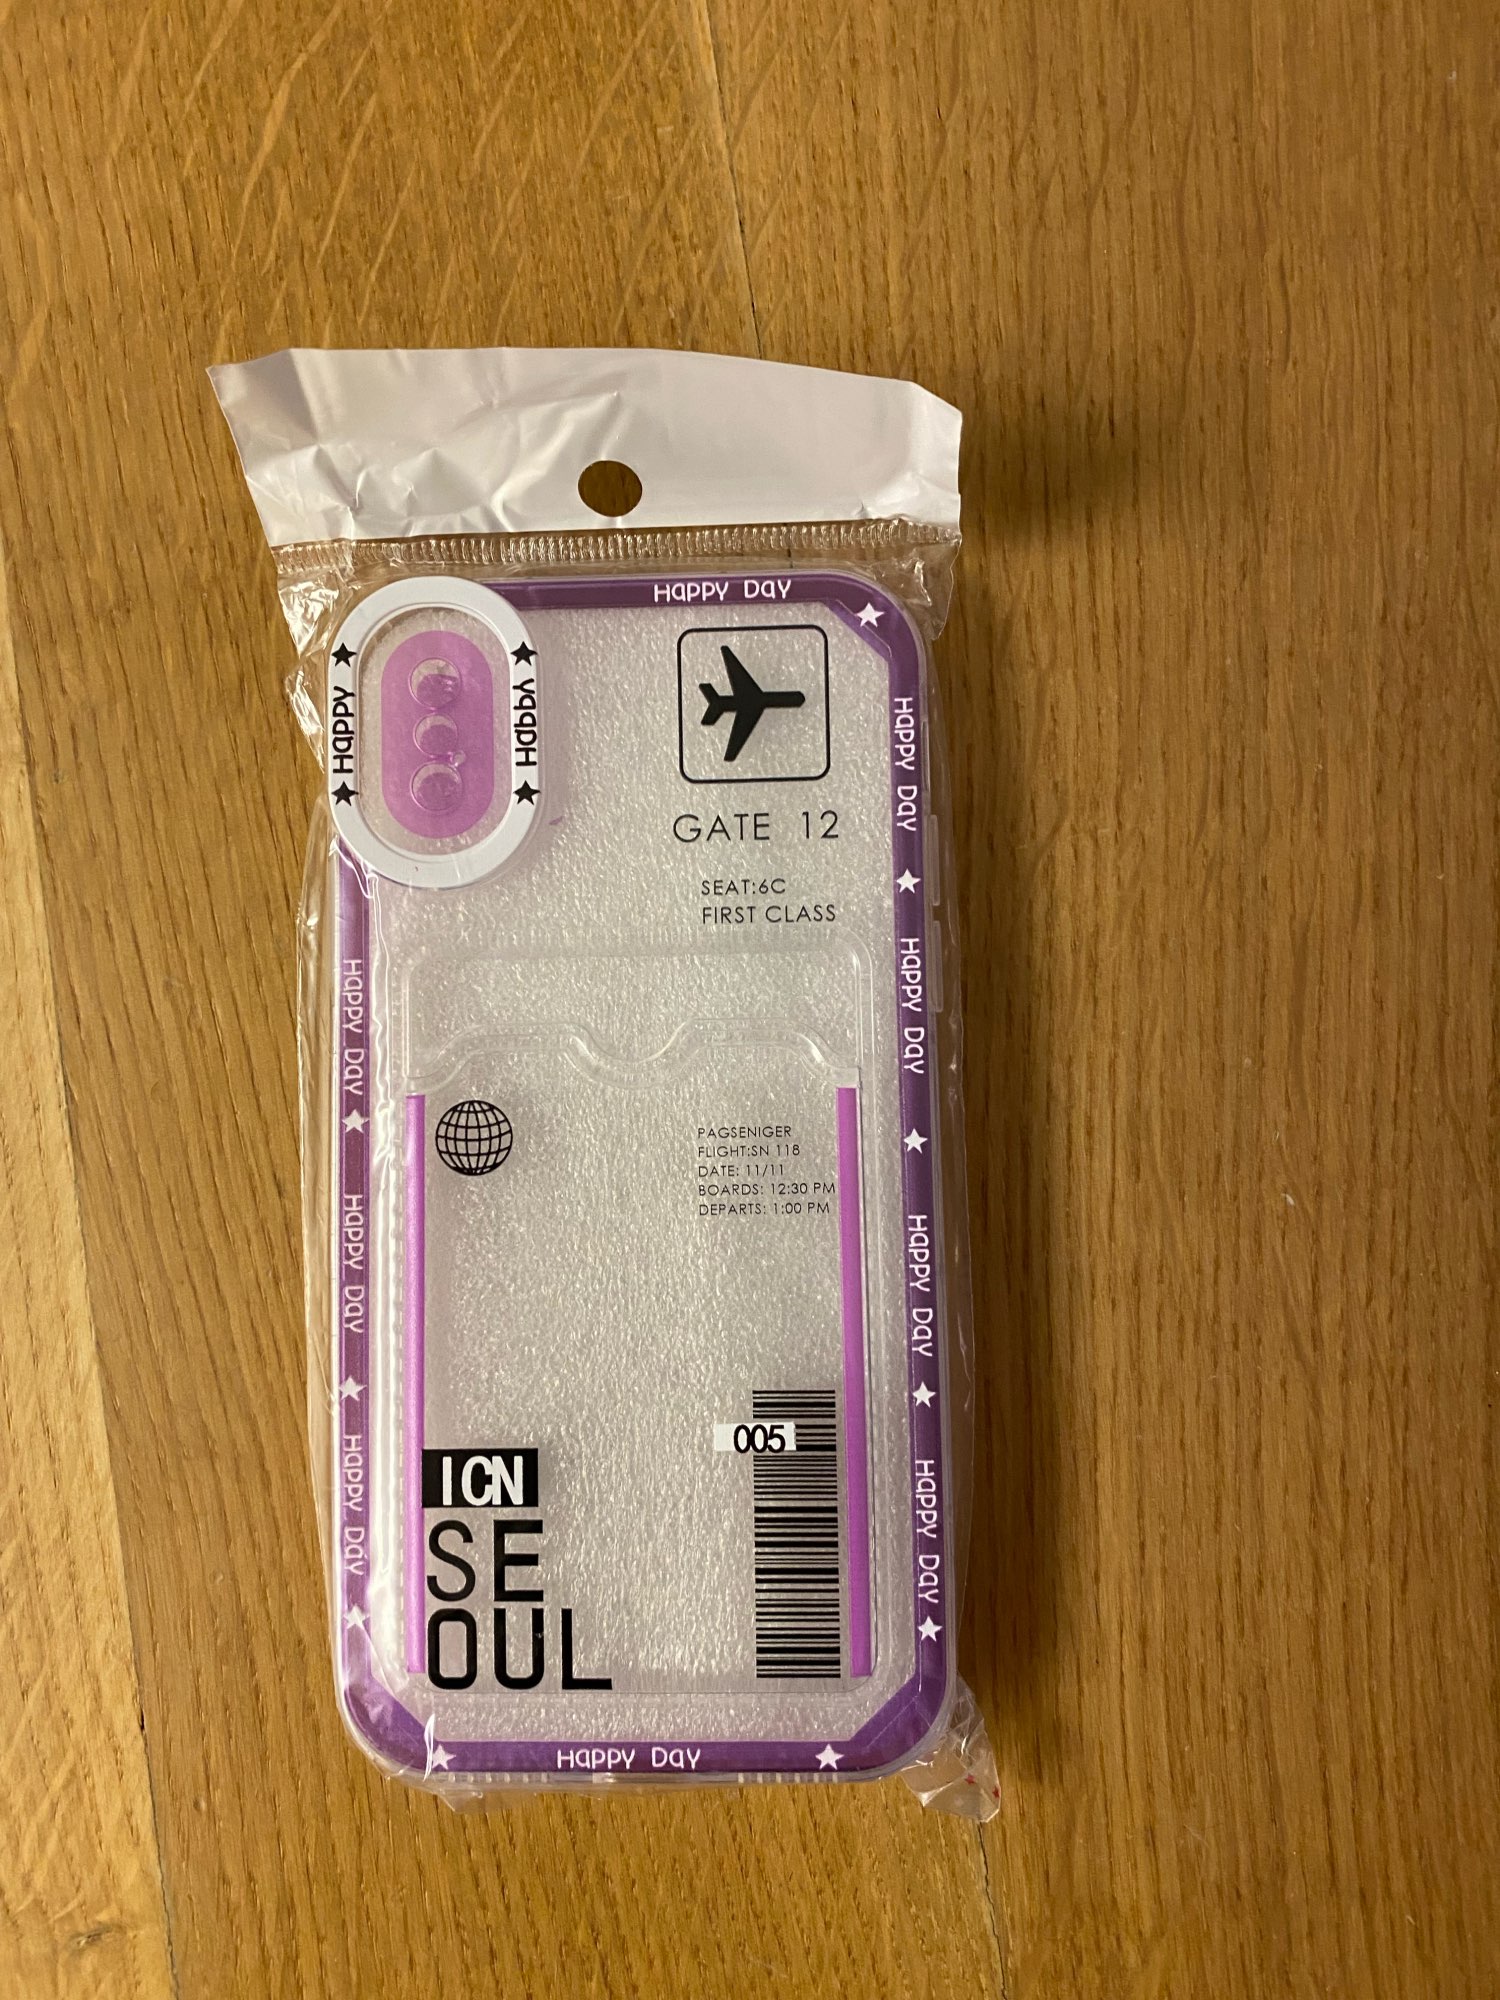 HAPPY DAY
HAPPY
HAPPY
GATE 12
SEAT:6C
FIRST CLASS
HAPPY DAY
HAPPY DAY
HAPPY DAY
HAPPY DAY
HAPPY DAY
HAPPY DAY
HAPPY DAY
PAGSENIGER
FLIGHT:SN 118
DATE: 11/11
BOARDS: 12:30 PM
DEPARTS: 1:00 PM
005
ICN
SE
OUL
HAPPY DAY